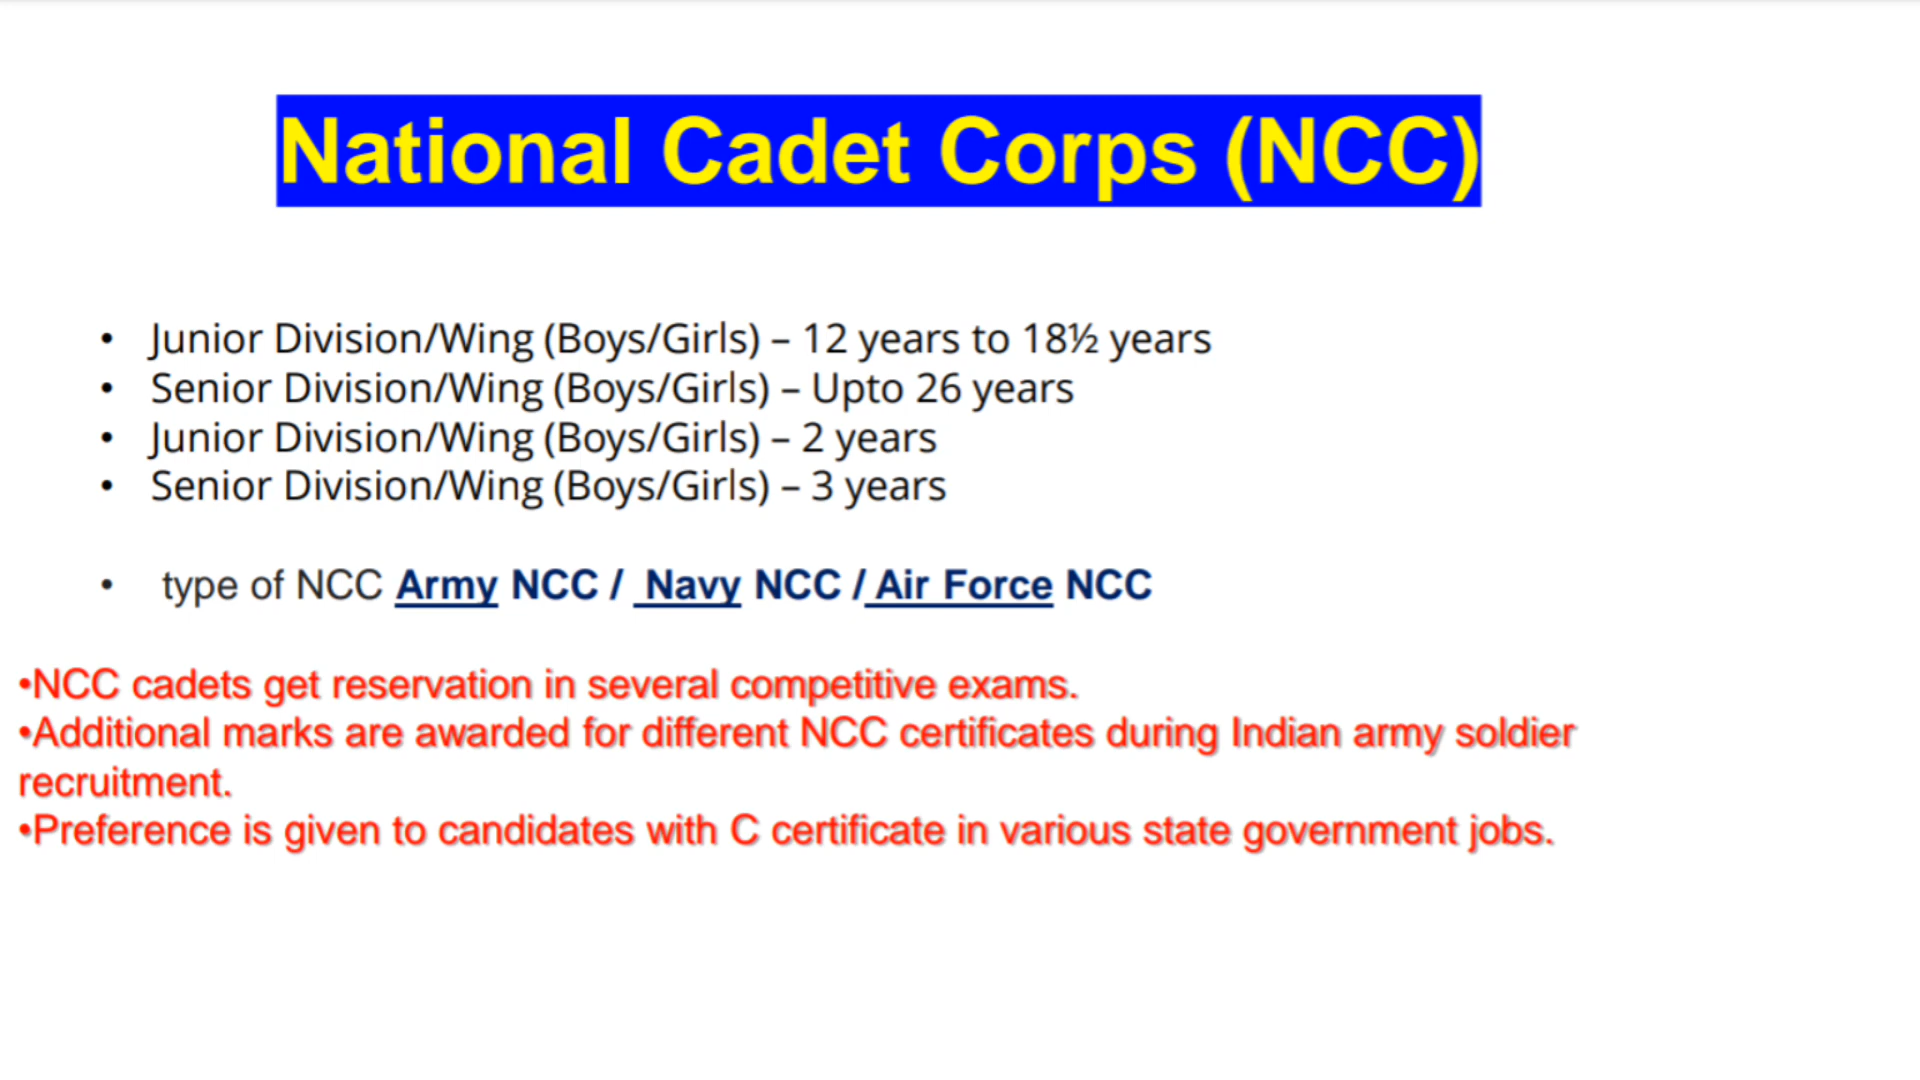 National Cadet Corps (NCC)
• Junior Division/Wing (Boys/Girls) – 12 years to 18½ years
• Senior Division/Wing (Boys/Girls) – Upto 26 years
• Junior Division/Wing (Boys/Girls) – 2 years
• Senior Division/Wing (Boys/Girls) – 3 years
• type of NCC Army NCC / Navy NCC / Air Force NCC
•NCC cadets get reservation in several competitive exams.
•Additional marks are awarded for different NCC certificates during Indian army soldier
recruitment.
•Preference is given to candidates with C certificate in various state government jobs.